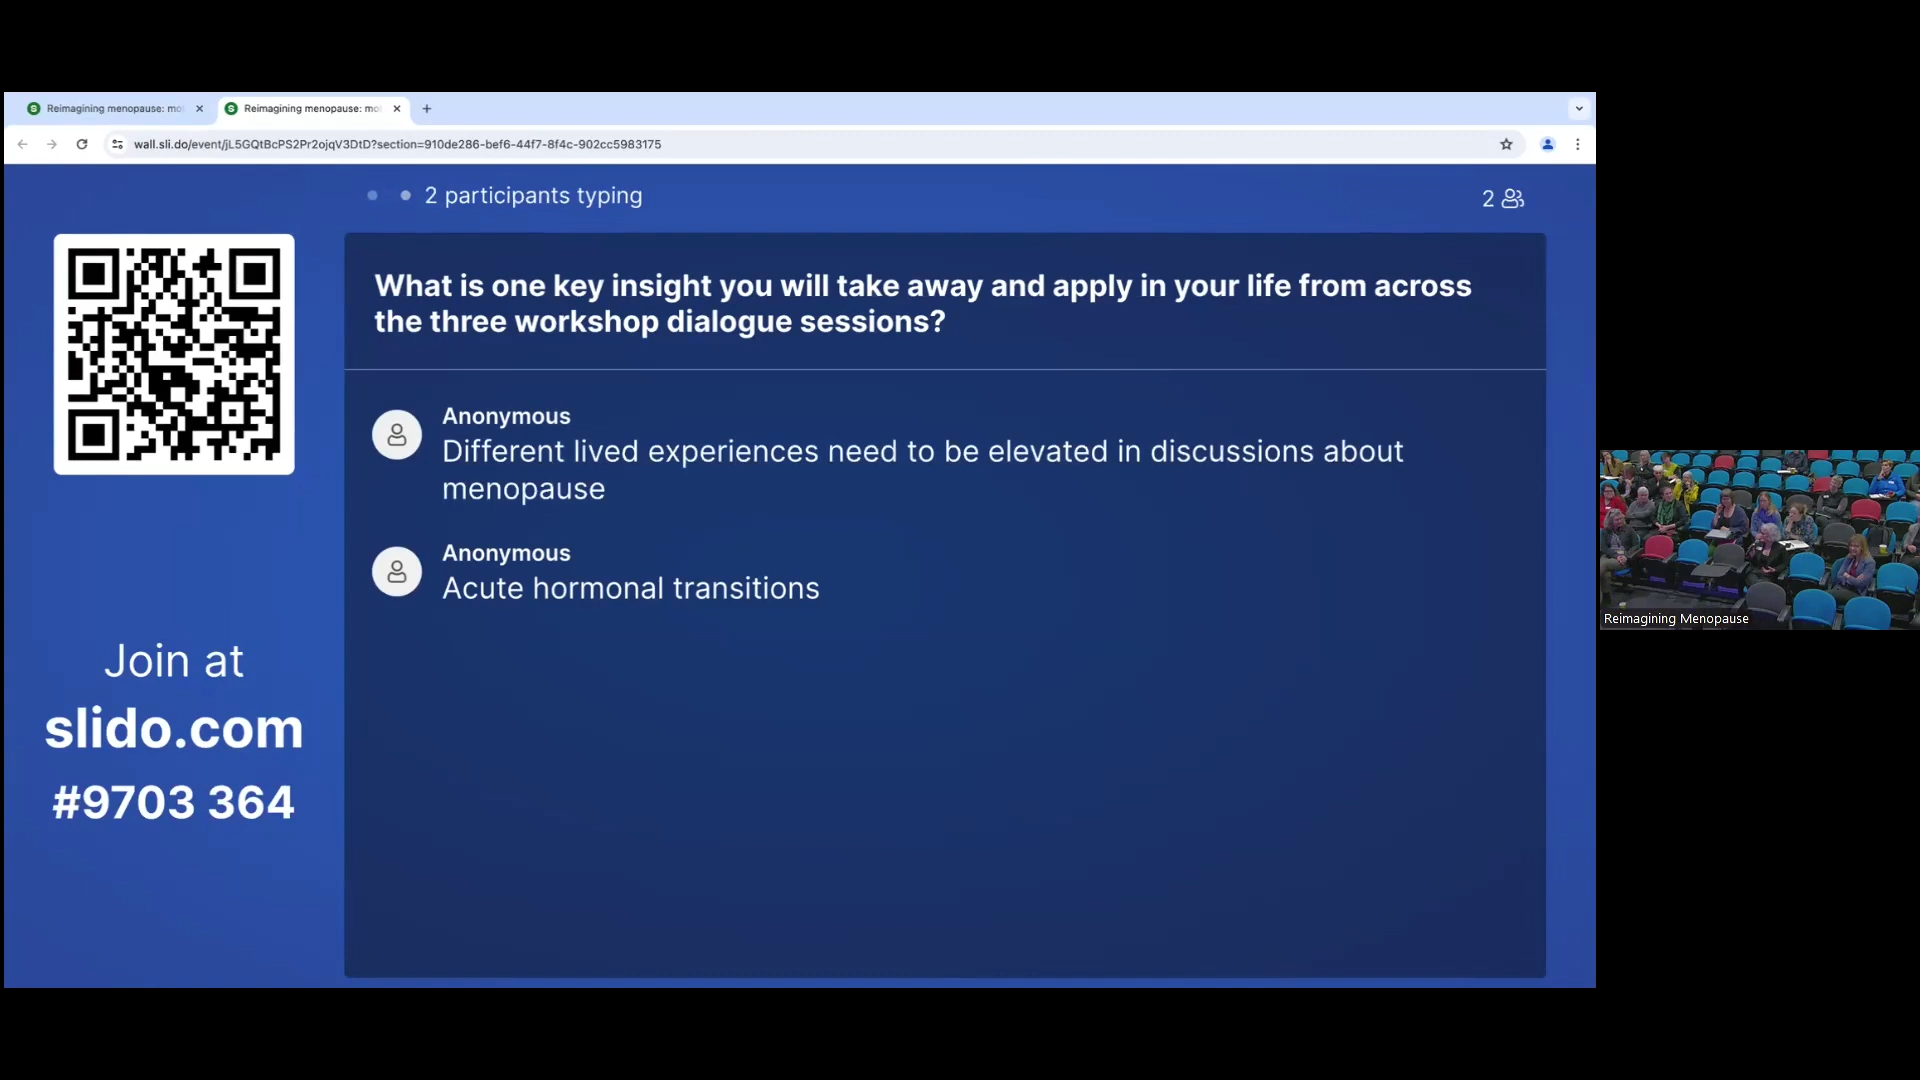 Reimagining menopause: mo
Reimagining menopause: mo
wall.sli.do/event/jL5GQtBcPS2Pr2ojqV3DtD?section=910de286-bef6-44f7-8f4c-902cc5983175
2 participants typing
2
What is one key insight you will take away and apply in your life from across
the three workshop dialogue sessions?
Anonymous
Different lived experiences need to be elevated in discussions about
menopause
Anonymous
Acute hormonal transitions
Join at
slido.com
#9703 364
Reimagining Menopause